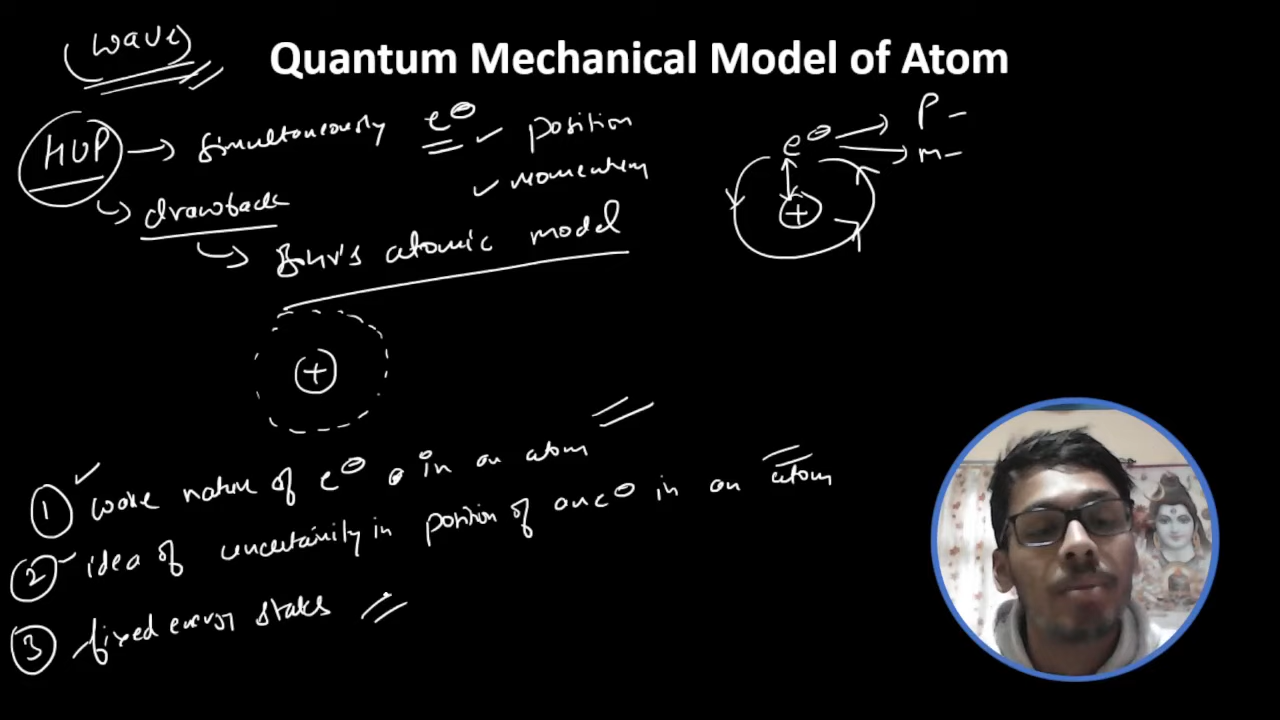 (wave)
Quantum Mechanical Model of Atom
HUP → simultaneously e⊖ position
momentum
e⊖ → P -
→ m -
+
drawback
Bohr's atomic model
+
① wave nature of e⊖ in an atom
② idea of uncertainity in position of an e⊖ in an atom
③ fixed energy states